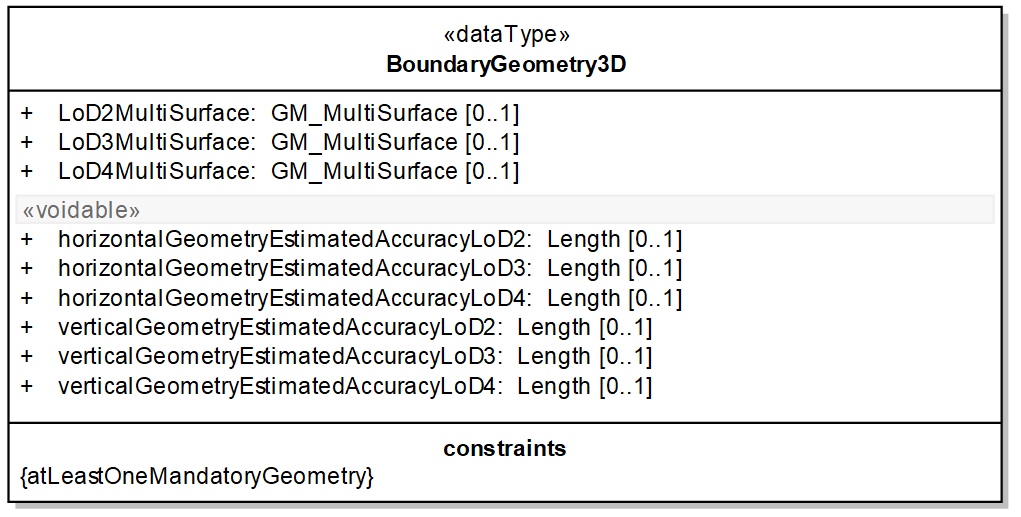 «dataType»
BoundaryGeometry3D
+ LoD2MultiSurface: GM_MultiSurface [0..1]
+ LoD3MultiSurface: GM_MultiSurface [0..1]
+ LoD4MultiSurface: GM_MultiSurface [0..1]
«voidable»
+ horizontalGeometryEstimatedAccuracyLoD2: Length [0..1]
+ horizontalGeometryEstimatedAccuracyLoD3: Length [0..1]
+ horizontalGeometryEstimatedAccuracyLoD4: Length [0..1]
+ verticalGeometryEstimatedAccuracyLoD2: Length [0..1]
+ verticalGeometryEstimatedAccuracyLoD3: Length [0..1]
+ verticalGeometryEstimatedAccuracyLoD4: Length [0..1]
constraints
{atLeastOneMandatoryGeometry}